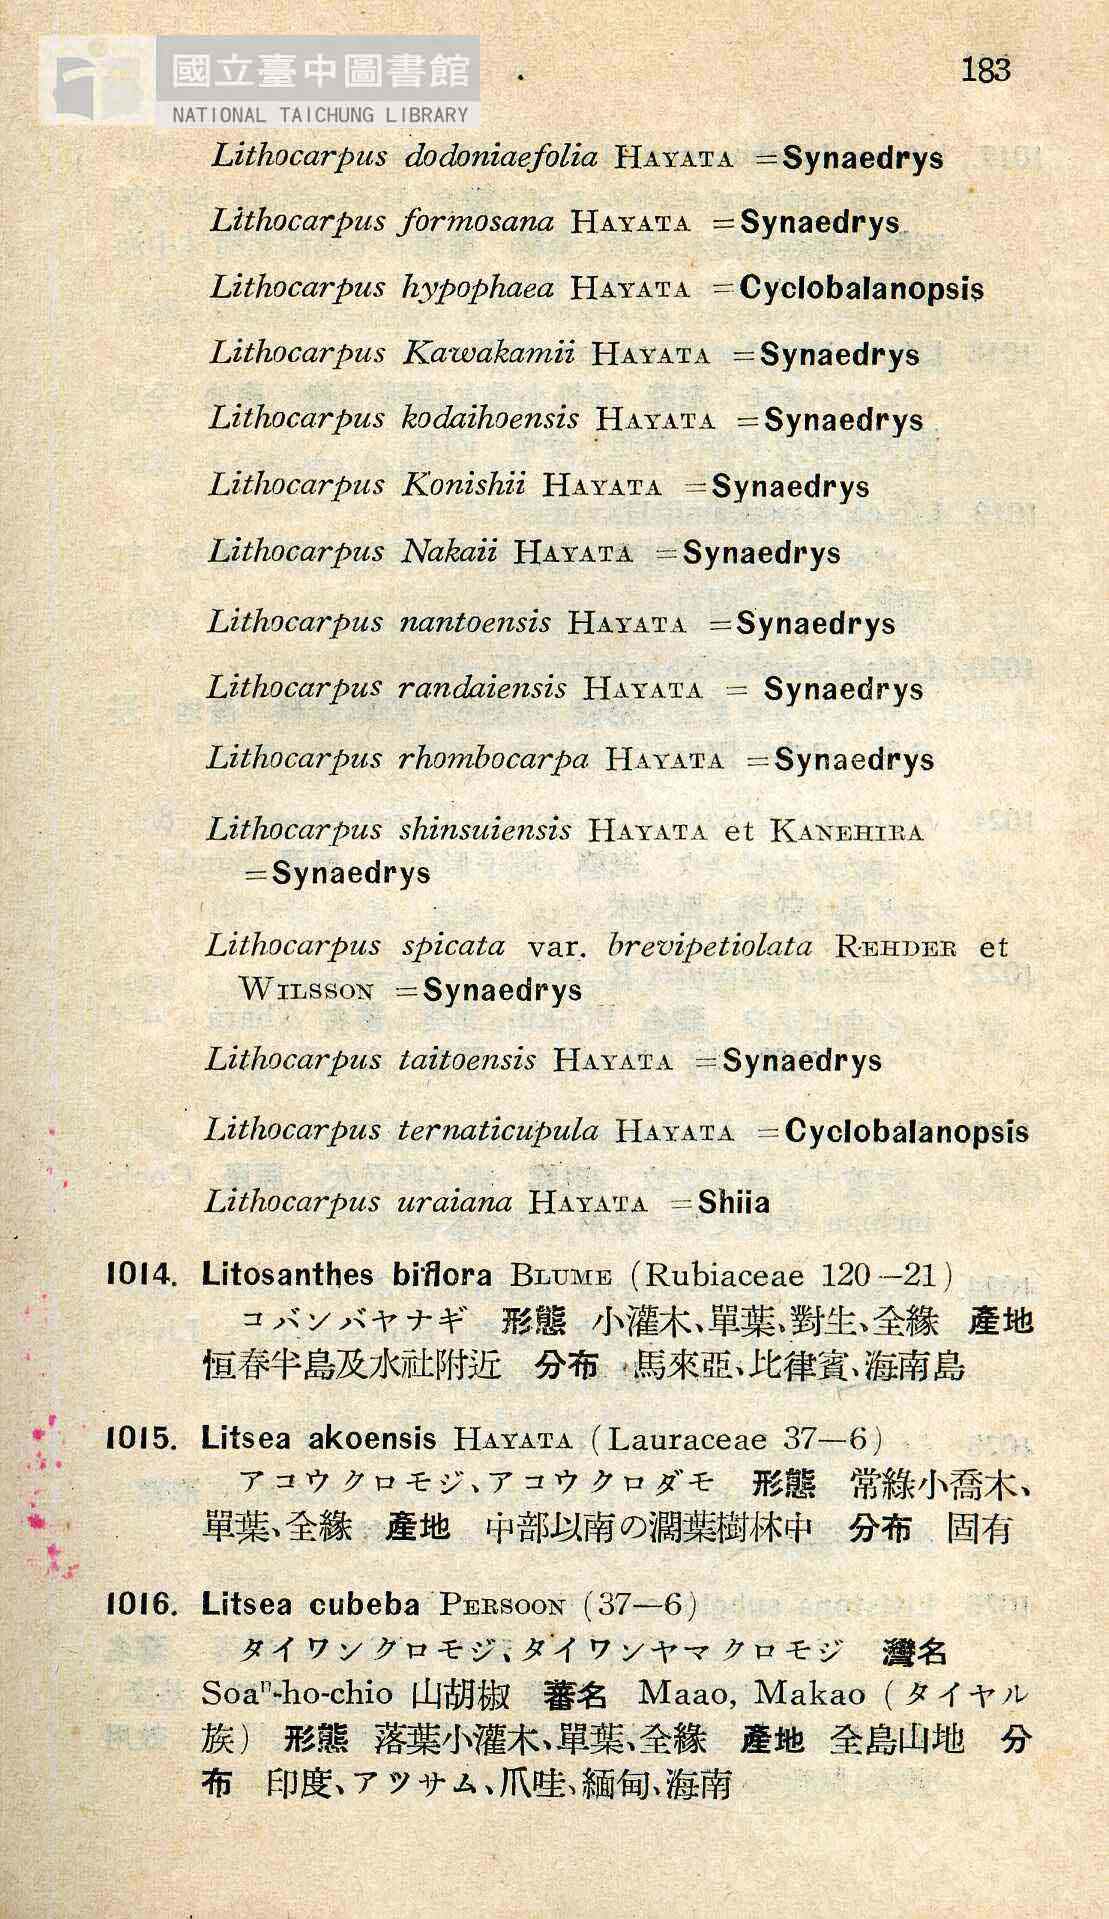 國立臺中圖書館
NATIONAL TAICHUNG LIBRARY
183
Lithocarpus dodoniaefolia HAYATA =Synaedrys
Lithocarpus formosana HAYATA =Synaedrys
Lithocarpus hypophaea HAYATA =Cyclobalanopsis
Lithocarpus Kawakamii HAYATA =Synaedrys
Lithocarpus kodaihoensis HAYATA =Synaedrys
Lithocarpus Konishii HAYATA =Synaedrys
Lithocarpus Nakaii HAYATA =Synaedrys
Lithocarpus nantoensis HAYATA =Synaedrys
Lithocarpus randaiensis HAYATA = Synaedrys
Lithocarpus rhombocarpa HAYATA =Synaedrys
Lithocarpus shinsuiensis HAYATA et KANEHIRA
=Synaedrys
Lithocarpus spicata var. brevipetiolata REHDER et
WILSSON =Synaedrys
Lithocarpus taitoensis HAYATA =Synaedrys
Lithocarpus ternaticupula HAYATA =Cyclobalanopsis
Lithocarpus uraiana HAYATA =Shiia
1014. Litosanthes biflora BLUME (Rubiaceae 120—21)
コバンバヤナギ 形態 小灌木、單葉、對生、全緣 產地
恒春半島及水社附近 分布 馬來亞、比律賓、海南島
1015. Litsea akoensis HAYATA (Lauraceae 37—6)
アコウクロモジ、アコウクロダモ 形態 常綠小喬木、
單葉、全緣 產地 中部以南の濶葉樹林中 分布 固有
1016. Litsea cubeba PERSOON (37—6)
タイワンクロモジ、タイワンヤマクロモジ 灣名
Soaⁿ-ho-chio 山胡椒 蕃名 Maao, Makao (タイヤル
族) 形態 落葉小灌木、單葉、全緣 產地 全島山地 分
布 印度、アツサム、爪哇、緬甸、海南